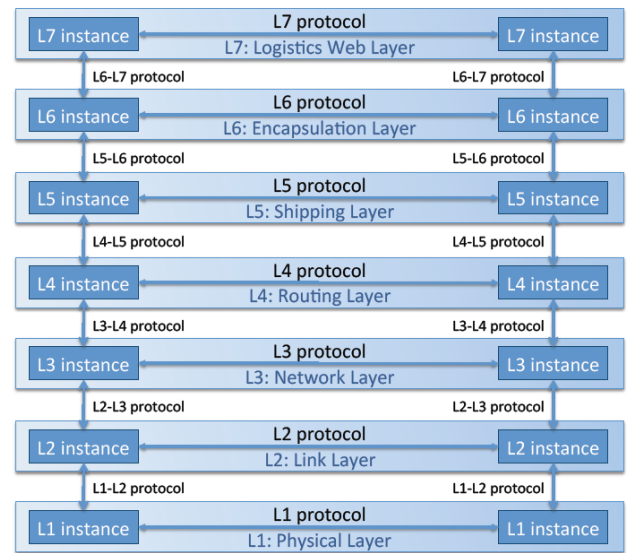 L7 protocol
L7 instance L7 instance
L7: Logistics Web Layer
L6-L7 protocol L6-L7 protocol
L6 protocol
L6 instance L6 instance
L6: Encapsulation Layer
L5-L6 protocol L5-L6 protocol
L5 protocol
L5 instance L5 instance
L5: Shipping Layer
L4-L5 protocol L4-L5 protocol
L4 protocol
L4 instance L4 instance
L4: Routing Layer
L3-L4 protocol L3-L4 protocol
L3 protocol
L3 instance L3 instance
L3: Network Layer
L2-L3 protocol L2-L3 protocol
L2 protocol
L2 instance L2 instance
L2: Link Layer
L1-L2 protocol L1-L2 protocol
L1 protocol
L1 instance L1 instance
L1: Physical Layer